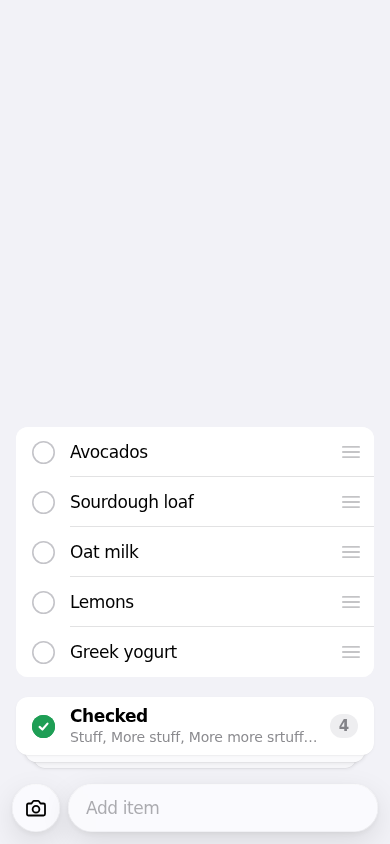 Avocados
Sourdough loaf
Oat milk
Lemons
Greek yogurt
Checked
Stuff, More stuff, More more srtuff…
4
Add item